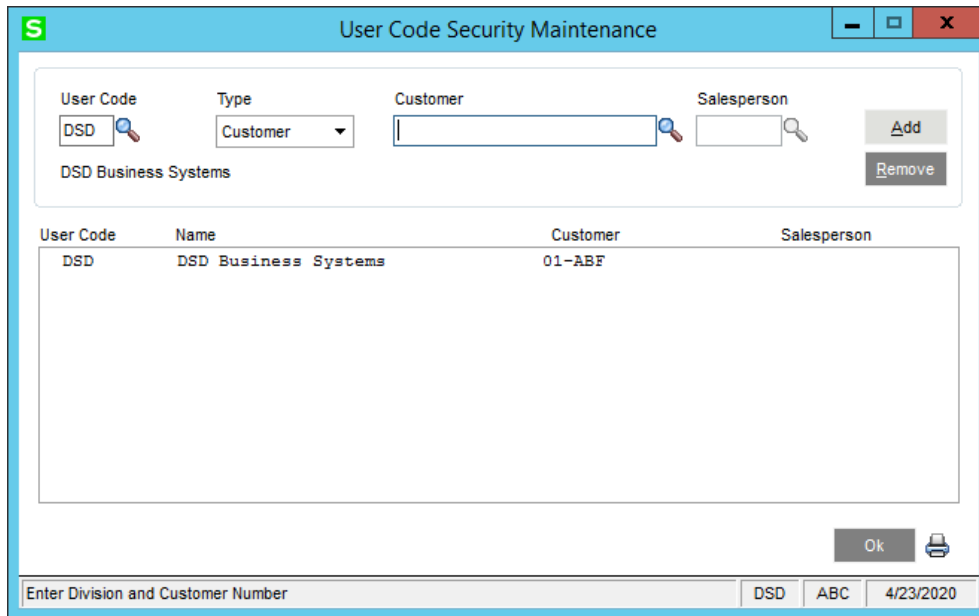 S User Code Security Maintenance X
User Code Type Customer Salesperson
DSD Customer Add
DSD Business Systems Remove
User Code Name Customer Salesperson
DSD DSD Business Systems 01-ABF
Ok
Enter Division and Customer Number DSD ABC 4/23/2020